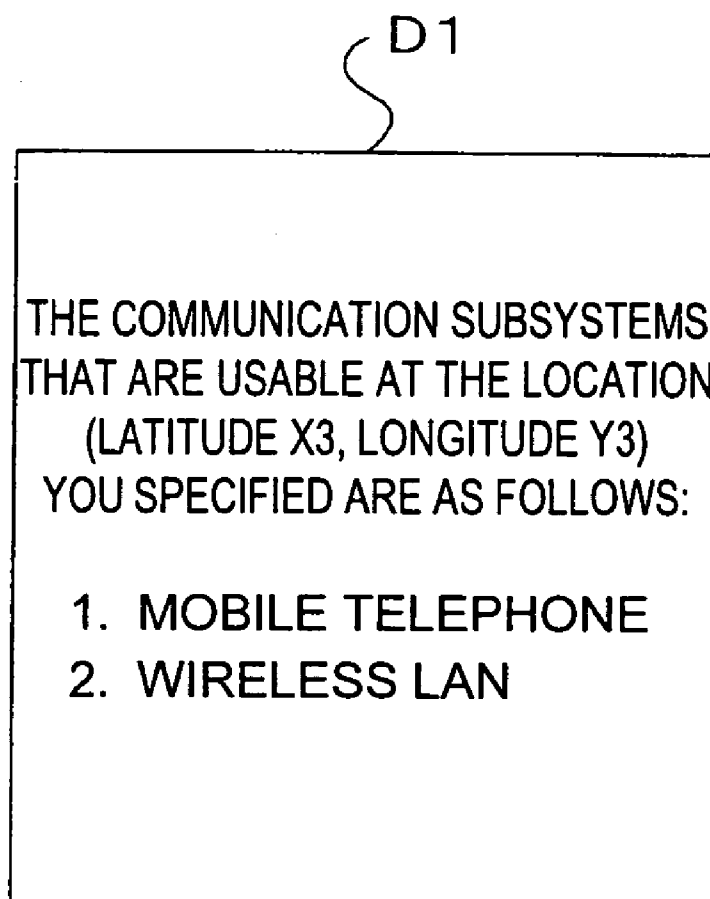 D1
THE COMMUNICATION SUBSYSTEMS
THAT ARE USABLE AT THE LOCATION
(LATITUDE X3, LONGITUDE Y3)
YOU SPECIFIED ARE AS FOLLOWS:
1. MOBILE TELEPHONE
2. WIRELESS LAN